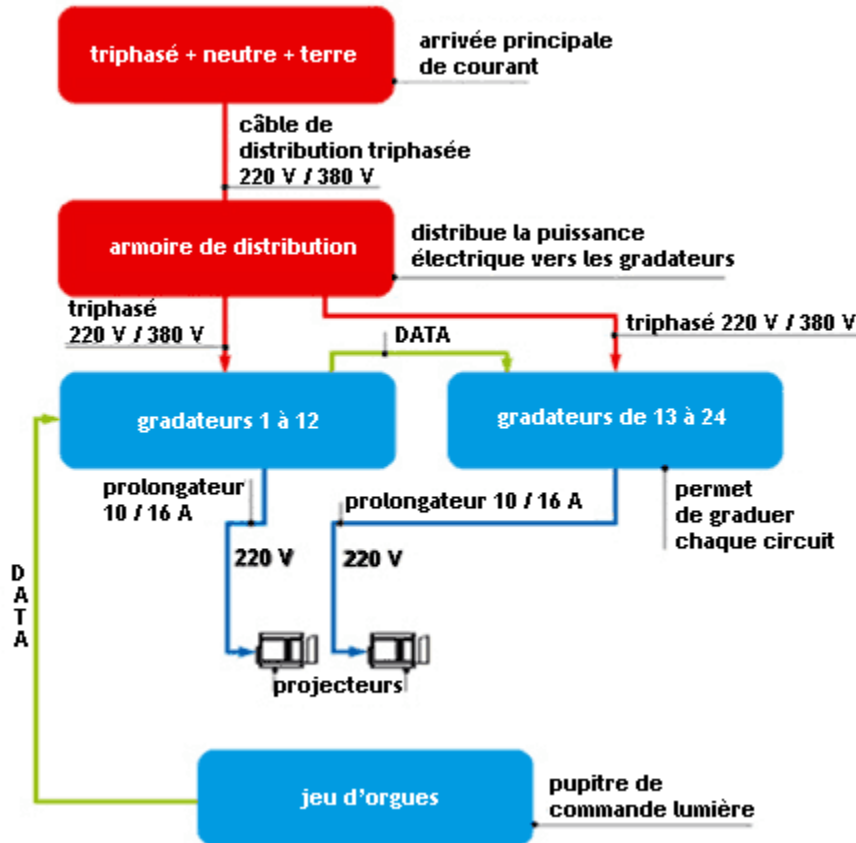 triphasé + neutre + terre
arrivée principale
de courant
câble de
distribution triphasée
220 V / 380 V
armoire de distribution
distribue la puissance
électrique vers les gradateurs
triphasé
220 V / 380 V
DATA
triphasé 220 V / 380 V
gradateurs 1 à 12
gradateurs de 13 à 24
prolongateur
10 / 16 A
prolongateur 10 / 16 A
permet
de graduer
chaque circuit
220 V
220 V
D
A
T
A
projecteurs
jeu d'orgues
pupitre de
commande lumière